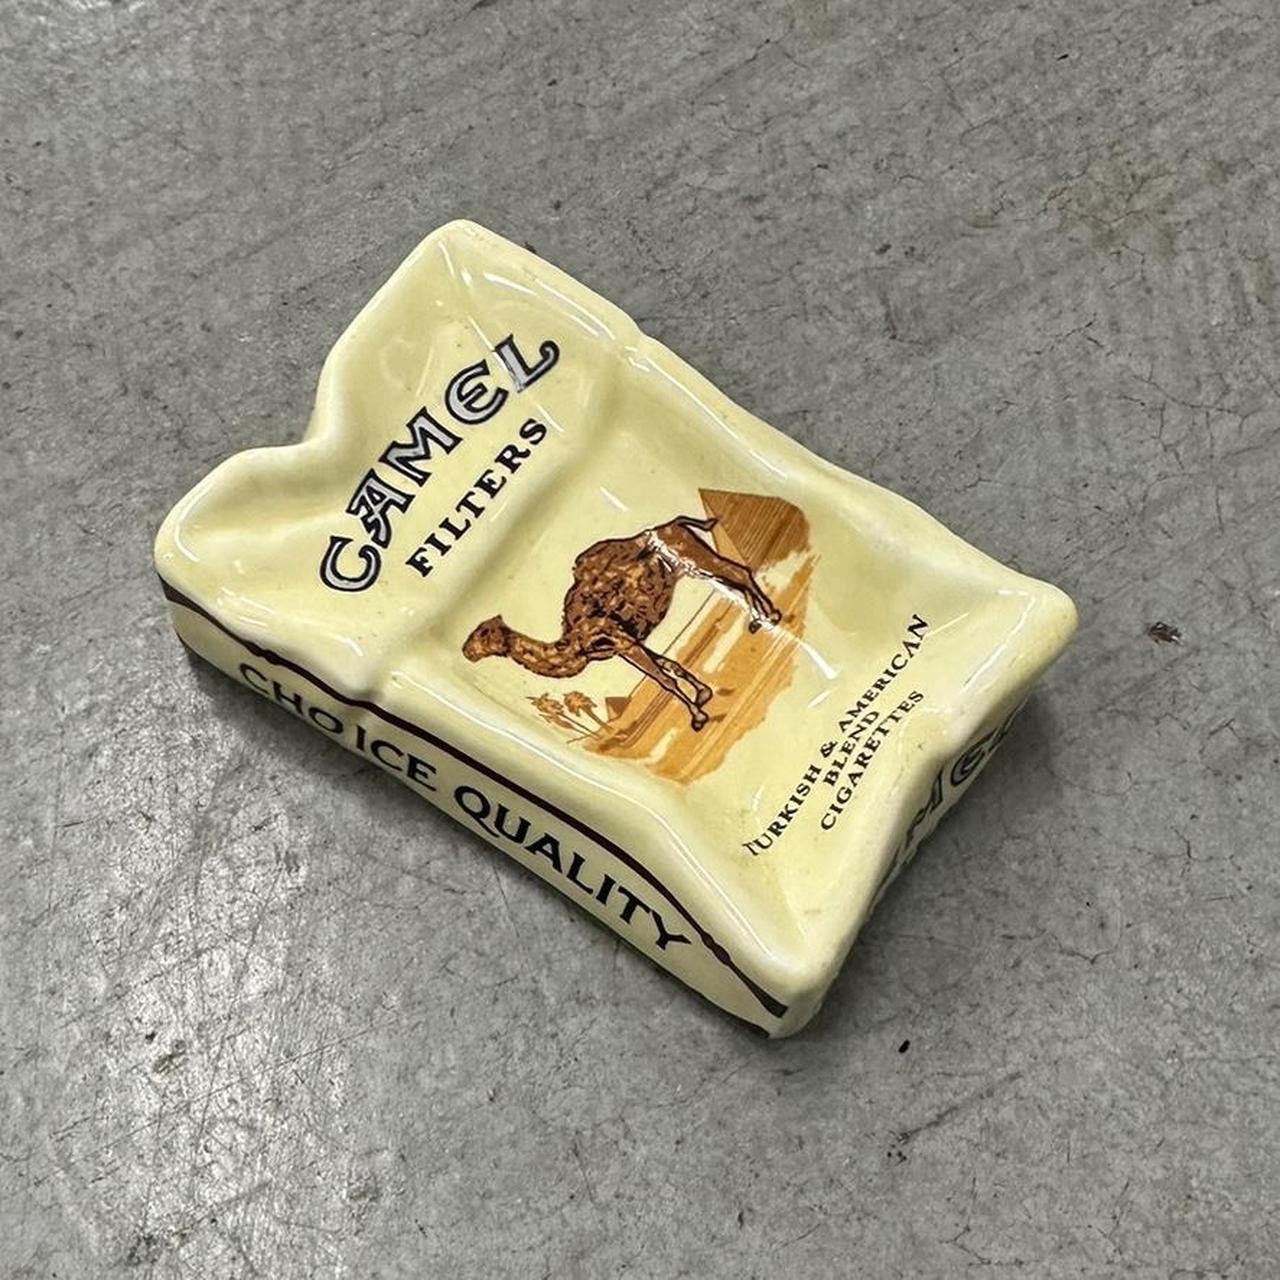 CAMEL
FILTERS
TURKISH & AMERICAN
BLEND
CIGARETTES
CHOICE QUALITY